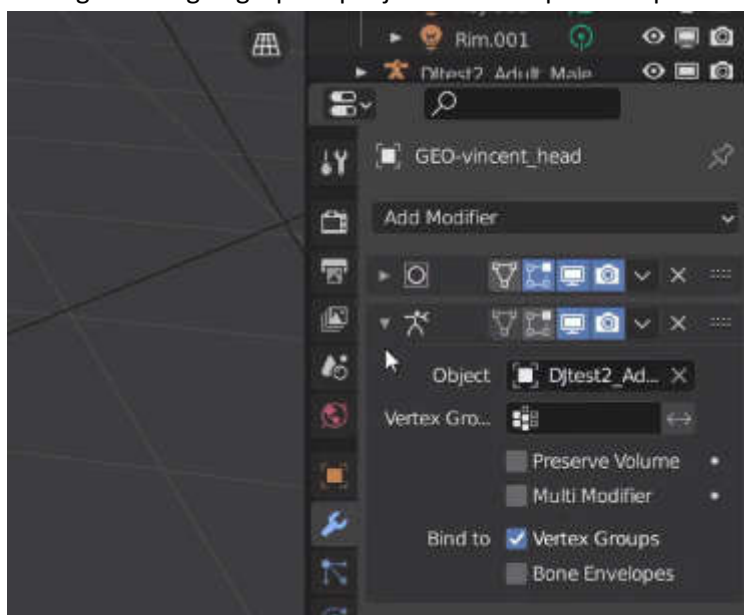 Rim.001
DJtest2_Adult_Male
GEO-vincent_head
Add Modifier
Object DJtest2_Ad...
Vertex Gro...
Preserve Volume
Multi Modifier
Bind to Vertex Groups
Bone Envelopes